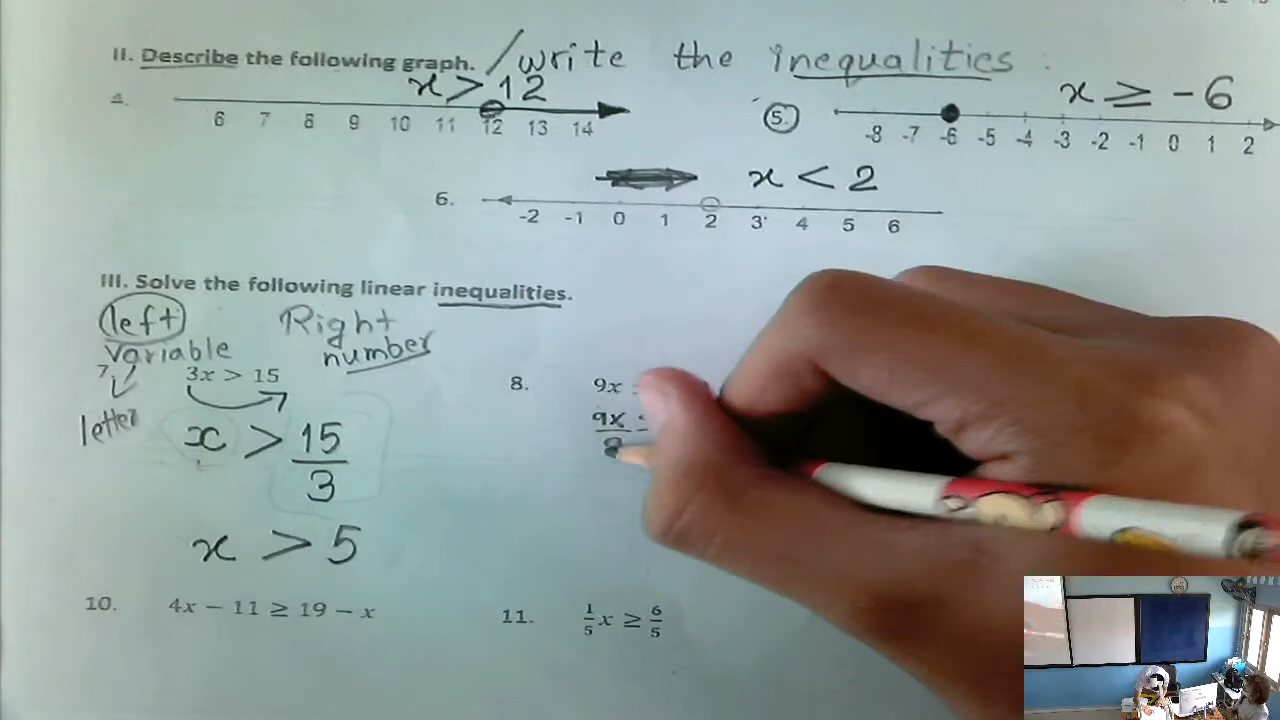 II. Describe the following graph. / write the inequalities :
4. x > 12
6 7 8 9 10 11 12 13 14
5. x ≥ -6
-8 -7 -6 -5 -4 -3 -2 -1 0 1 2
6. x < 2
-2 -1 0 1 2 3 4 5 6
III. Solve the following linear inequalities.
left Right
variable number
letter
7. 3x > 15
x > 15/3
x > 5
8. 9x
9x
10. 4x − 11 ≥ 19 − x
11. 1/5 x ≥ 6/5